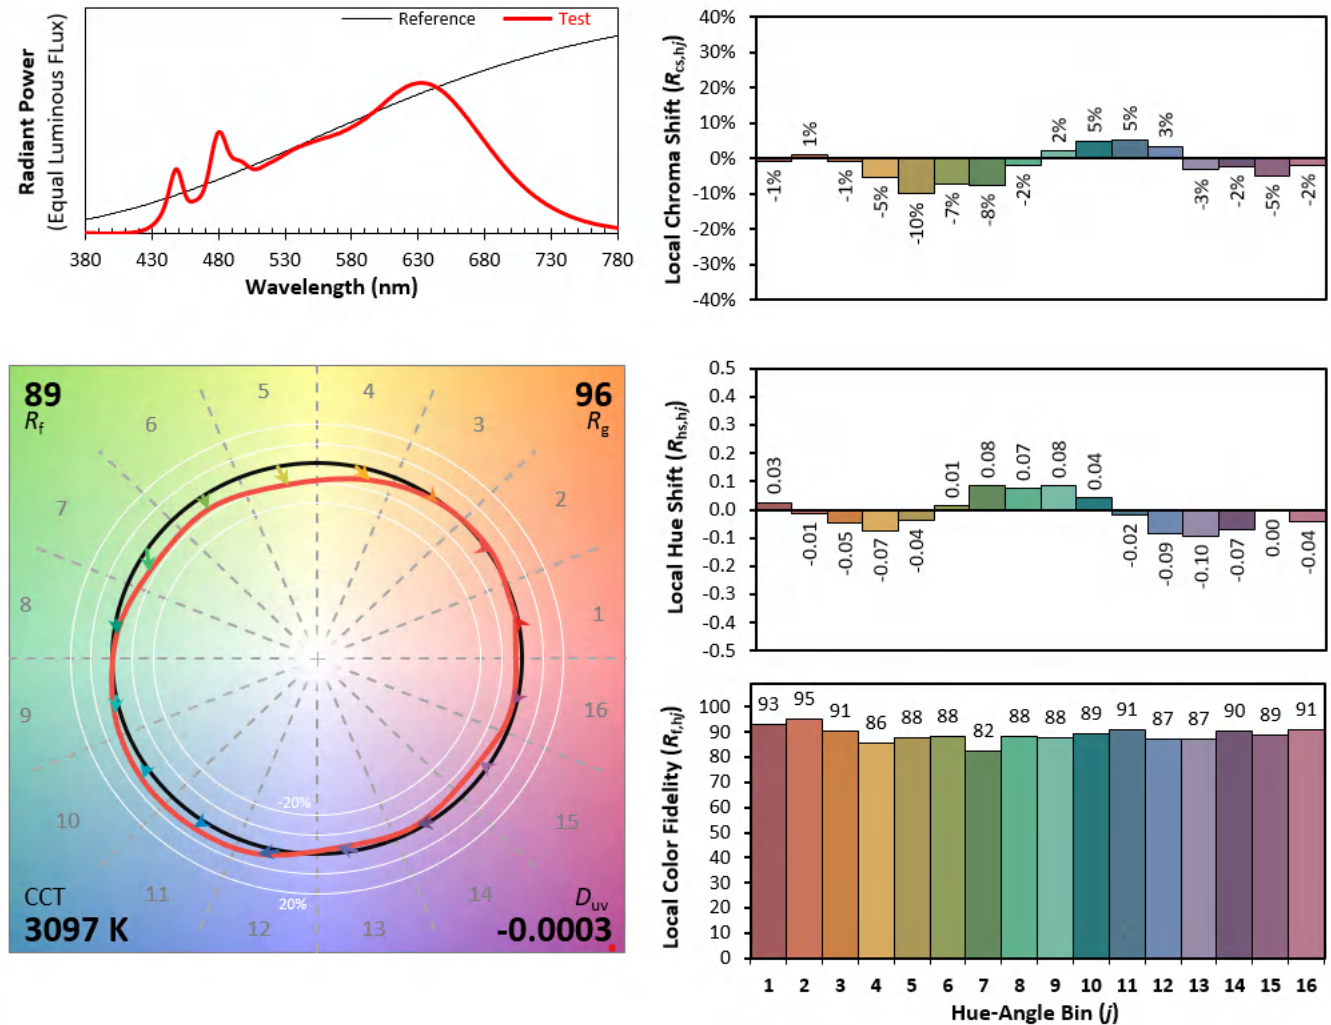 Reference
Test
Radiant Power
(Equal Luminous FLux)
380 430 480 530 580 630 680 730 780
Wavelength (nm)
Local Chroma Shift (Rcs,hj)
40%
30%
20%
10%
0%
-10%
-20%
-30%
-40%
-1% 1% -1% -5% -10% -7% -8% -2% 2% 5% 5% 3% -3% -2% -5% -2%
89
Rf
96
Rg
5 4
6 3
7 2
8 1
9 16
10 15
11 14
12 13
-20%
20%
CCT
3097 K
Duv
-0.0003
Local Hue Shift (Rhs,hj)
0.5
0.4
0.3
0.2
0.1
0.0
-0.1
-0.2
-0.3
-0.4
-0.5
0.03 -0.01 -0.05 -0.07 -0.04 0.01 0.08 0.07 0.08 0.04 -0.02 -0.09 -0.10 -0.07 0.00 -0.04
Local Color Fidelity (Rf,hj)
100
90
80
70
60
50
40
30
20
10
0
93 95 91 86 88 88 82 88 88 89 91 87 87 90 89 91
1 2 3 4 5 6 7 8 9 10 11 12 13 14 15 16
Hue-Angle Bin (j)